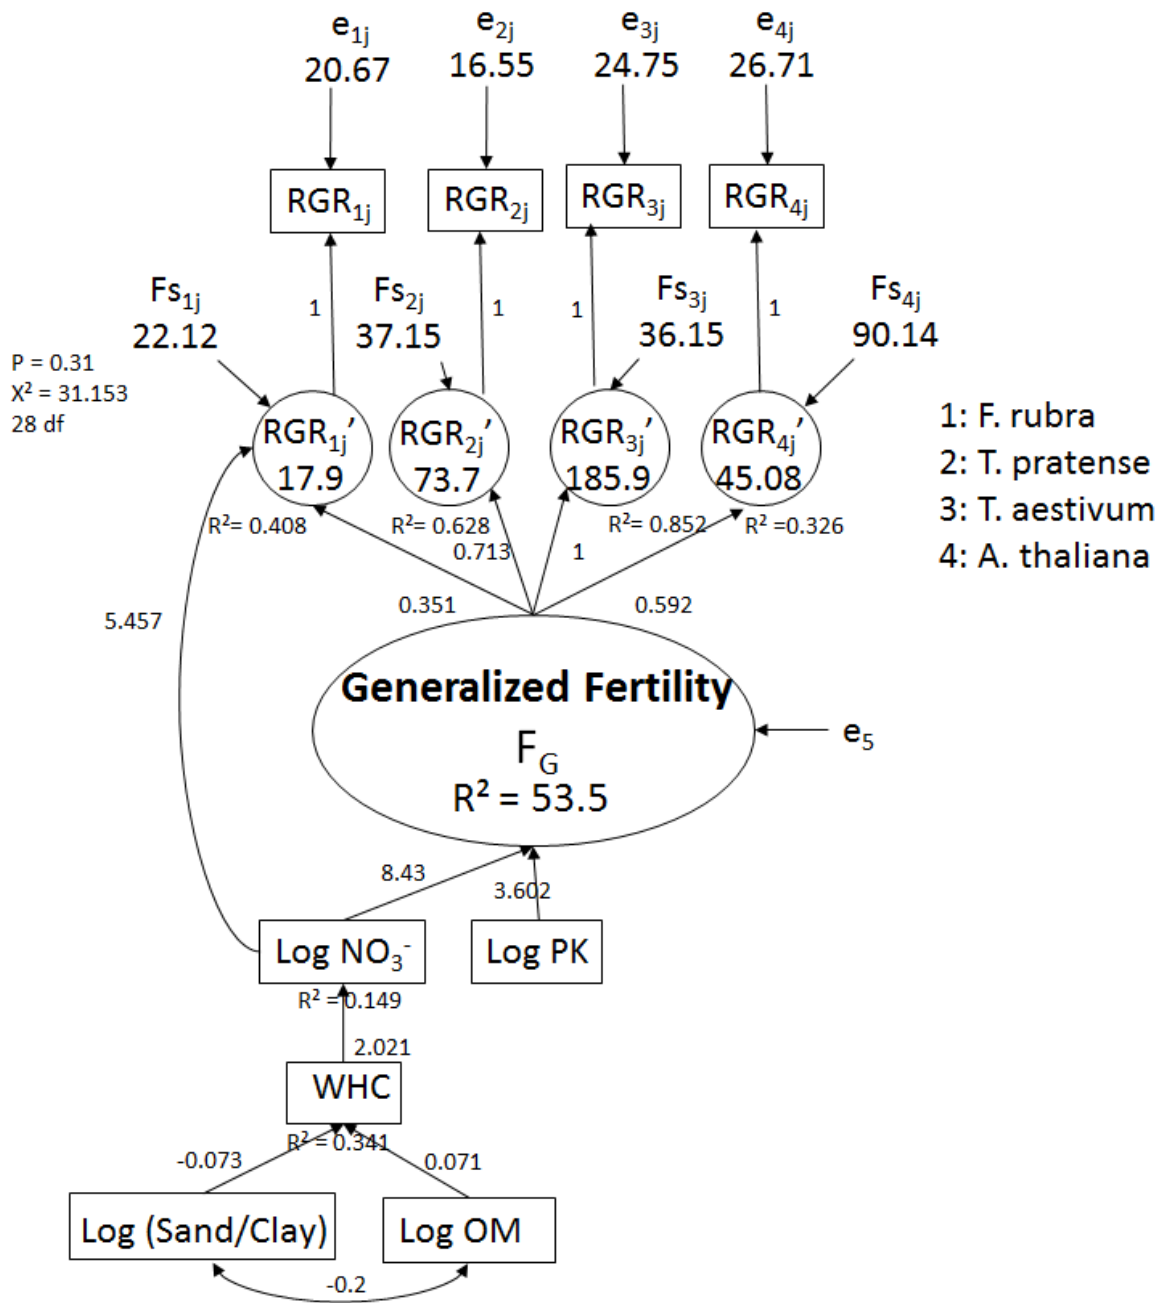 e1j
20.67
e2j
16.55
e3j
24.75
e4j
26.71
RGR1j
RGR2j
RGR3j
RGR4j
Fs1j
22.12
Fs2j
37.15
Fs3j
36.15
Fs4j
90.14
1
1
1
1
P = 0.31
X² = 31.153
28 df
RGR1j’
17.9
RGR2j’
73.7
RGR3j’
185.9
RGR4j’
45.08
1: F. rubra
2: T. pratense
3: T. aestivum
4: A. thaliana
R²= 0.408
R²= 0.628
R²= 0.852
R² =0.326
0.713
1
0.351
0.592
5.457
Generalized Fertility
FG
R² = 53.5
e5
8.43
3.602
Log NO3-
Log PK
R² = 0.149
2.021
WHC
R² = 0.341
-0.073
0.071
Log (Sand/Clay)
Log OM
-0.2